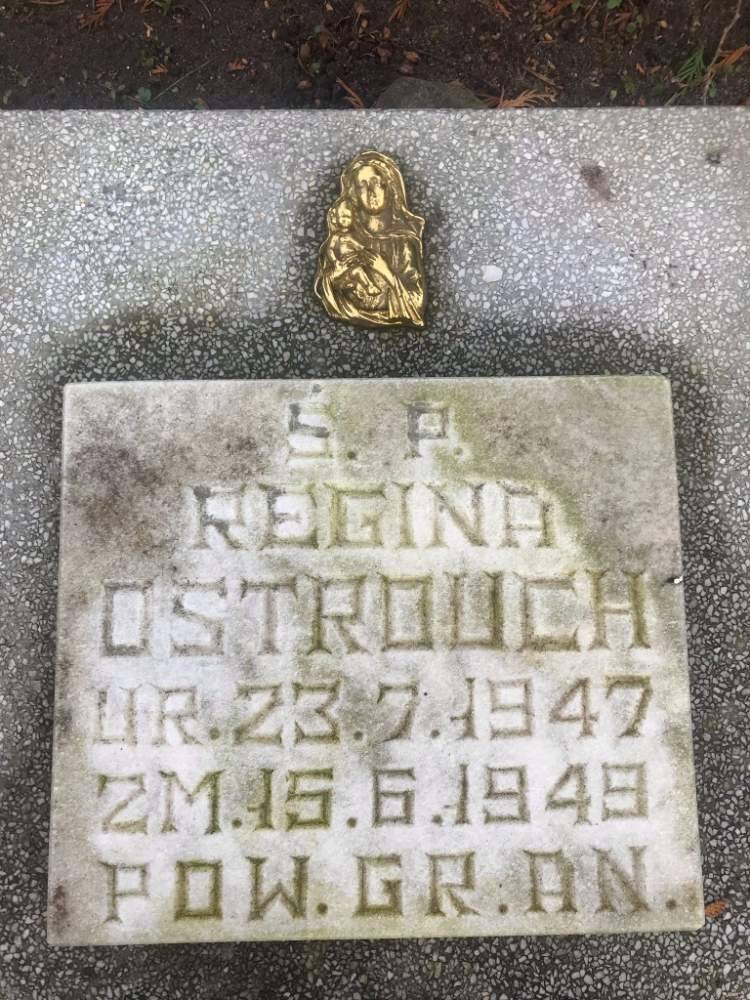 Ś. P.
REGINA
OSTROUCH
UR. 23.7.1947
ZM. 15.6.1949
POW. GR. AN.